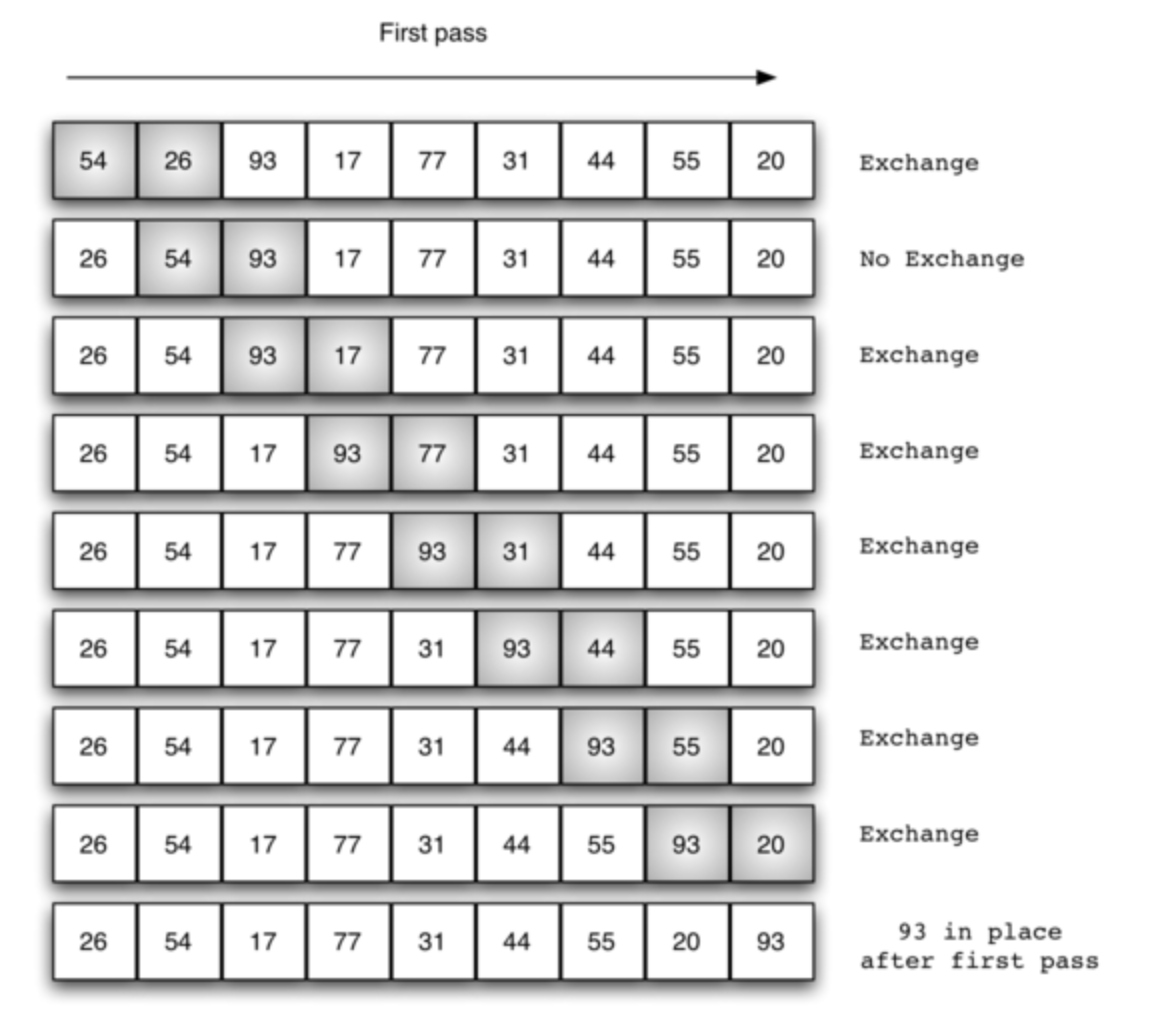 First pass
54 26 93 17 77 31 44 55 20 Exchange
26 54 93 17 77 31 44 55 20 No Exchange
26 54 93 17 77 31 44 55 20 Exchange
26 54 17 93 77 31 44 55 20 Exchange
26 54 17 77 93 31 44 55 20 Exchange
26 54 17 77 31 93 44 55 20 Exchange
26 54 17 77 31 44 93 55 20 Exchange
26 54 17 77 31 44 55 93 20 Exchange
26 54 17 77 31 44 55 20 93 93 in place
after first pass